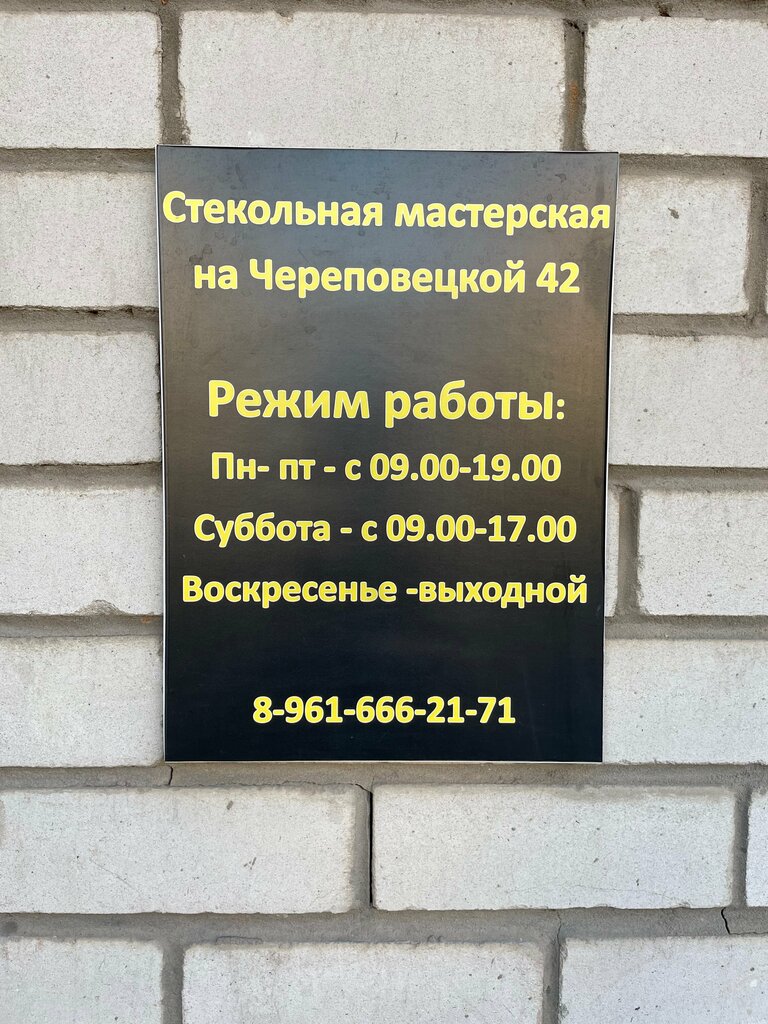 Стекольная мастерская
на Череповецкой 42
Режим работы:
Пн- пт - с 09.00-19.00
Суббота - с 09.00-17.00
Воскресенье -выходной
8-961-666-21-71